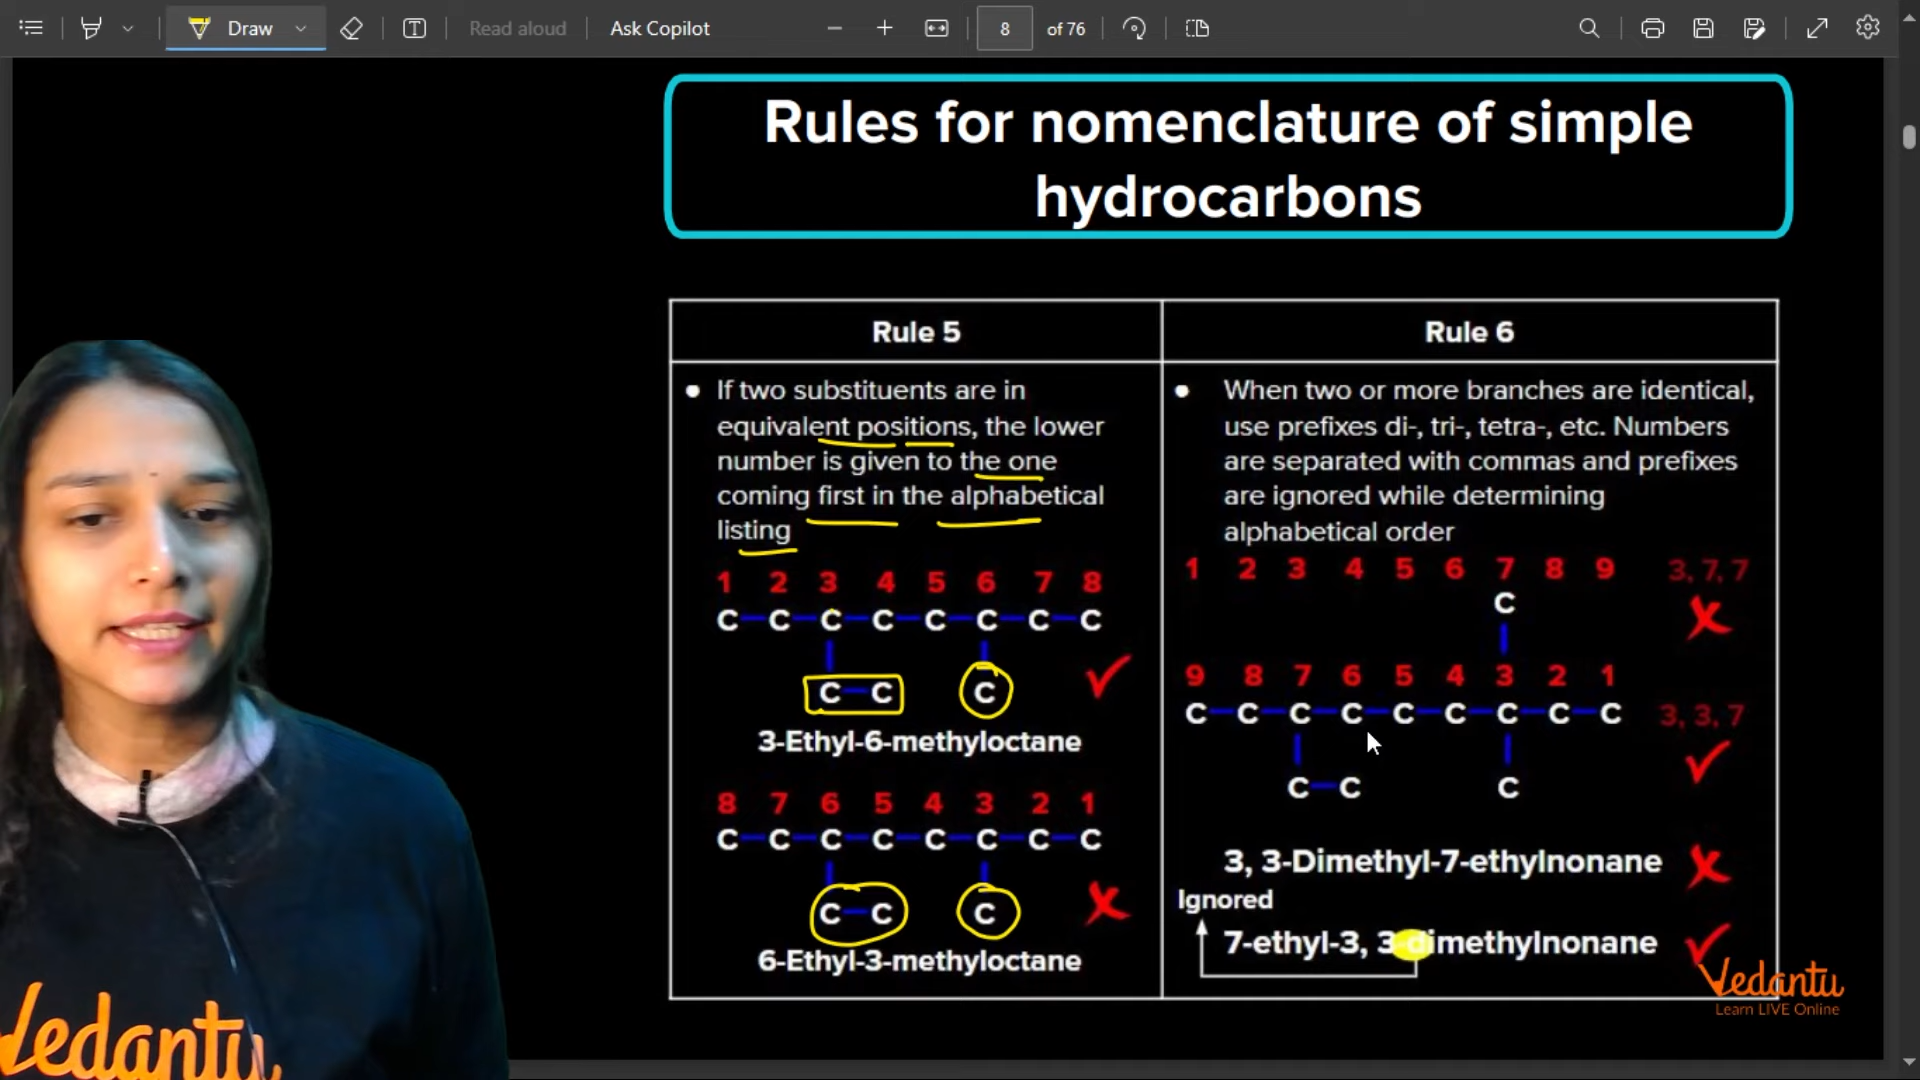 Draw
Read aloud
Ask Copilot
8
of 76
Rules for nomenclature of simple
hydrocarbons
Rule 5
Rule 6
If two substituents are in
equivalent positions, the lower
number is given to the one
coming first in the alphabetical
listing
1 2 3 4 5 6 7 8
C C C C C C C C
C C C
3-Ethyl-6-methyloctane
8 7 6 5 4 3 2 1
C C C C C C C C
C C C
6-Ethyl-3-methyloctane
When two or more branches are identical,
use prefixes di-, tri-, tetra-, etc. Numbers
are separated with commas and prefixes
are ignored while determining
alphabetical order
1 2 3 4 5 6 7 8 9 3, 7, 7
C
9 8 7 6 5 4 3 2 1
C C C C C C C C C 3, 3, 7
C C C
3, 3-Dimethyl-7-ethylnonane
Ignored
7-ethyl-3, 3-dimethylnonane
Vedantu
Learn LIVE Online
Vedantu